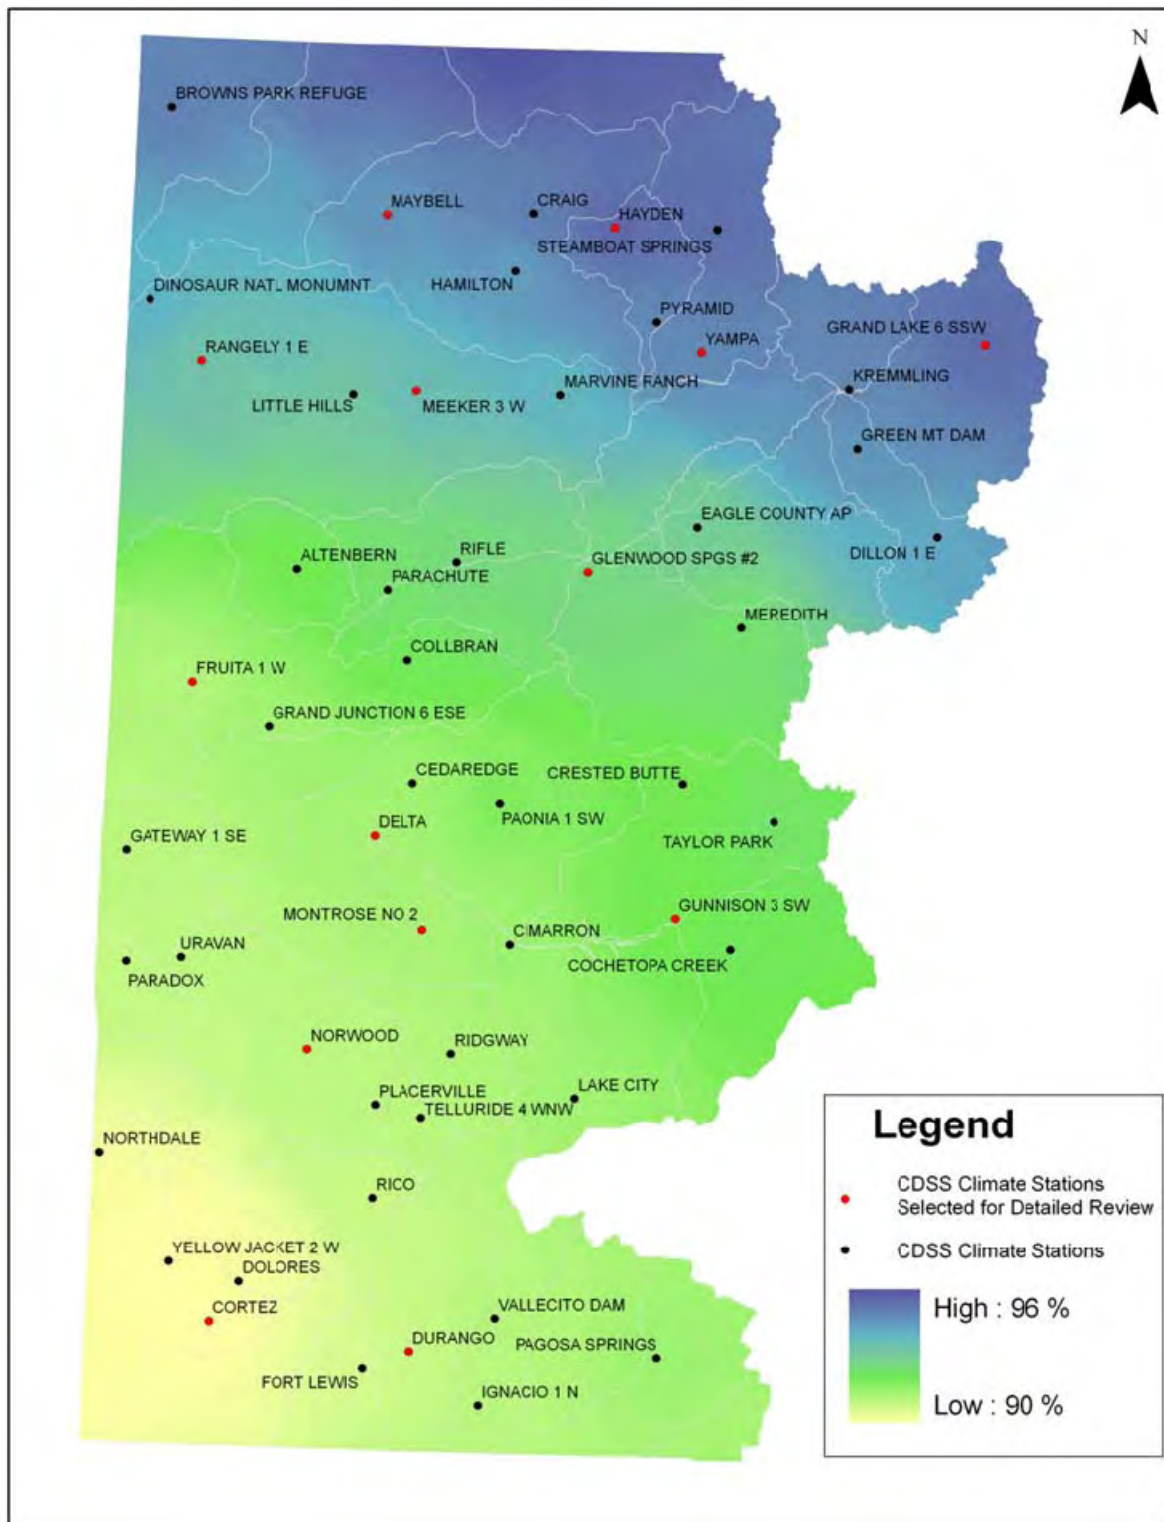 N
BROWNS PARK REFUGE
MAYBELL
CRAIG
HAYDEN
STEAMBOAT SPRINGS
HAMILTON
DINOSAUR NATL MONUMNT
PYRAMID
GRAND LAKE 6 SSW
RANGELY 1 E
YAMPA
KREMMLING
MARVINE RANCH
LITTLE HILLS
MEEKER 3 W
GREEN MT DAM
EAGLE COUNTY AP
DILLON 1 E
RIFLE
ALTENBERN
GLENWOOD SPGS #2
PARACHUTE
MEREDITH
COLLBRAN
FRUITA 1 W
GRAND JUNCTION 6 ESE
CEDAREDGE
CRESTED BUTTE
PAONIA 1 SW
DELTA
GATEWAY 1 SE
TAYLOR PARK
MONTROSE NO 2
GUNNISON 3 SW
CIMARRON
URAVAN
COCHETOPA CREEK
PARADOX
NORWOOD
RIDGWAY
PLACERVILLE
LAKE CITY
TELLURIDE 4 WNW
NORTHDALE
RICO
YELLOW JACKET 2 W
DOLORES
CORTEZ
VALLECITO DAM
DURANGO
PAGOSA SPRINGS
FORT LEWIS
IGNACIO 1 N
Legend
CDSS Climate Stations
Selected for Detailed Review
CDSS Climate Stations
High : 96 %
Low : 90 %